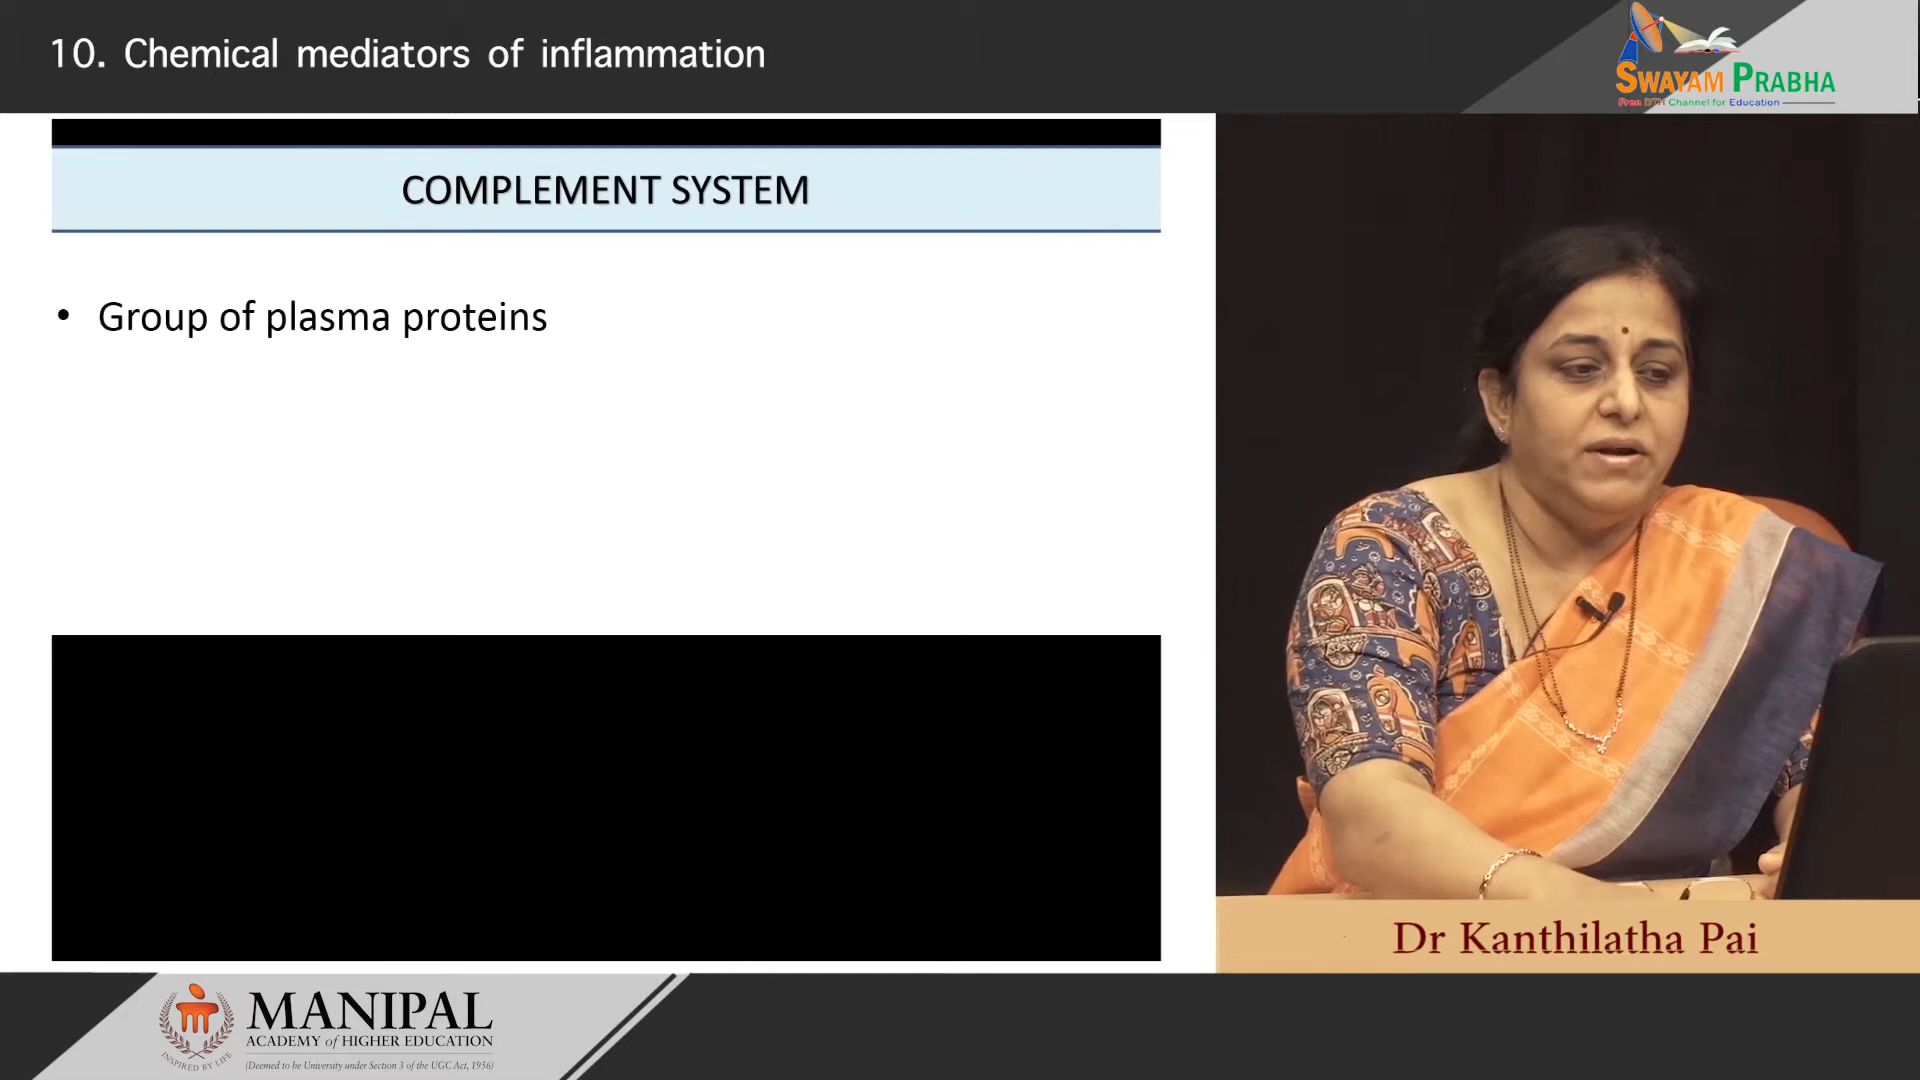 10. Chemical mediators of inflammation
SWAYAM PRABHA
Free DTH Channel for Education
COMPLEMENT SYSTEM
• Group of plasma proteins
Dr Kanthilatha Pai
MANIPAL
ACADEMY of HIGHER EDUCATION
(Deemed to be University under Section 3 of the UGC Act, 1956)
INSPIRED BY LIFE